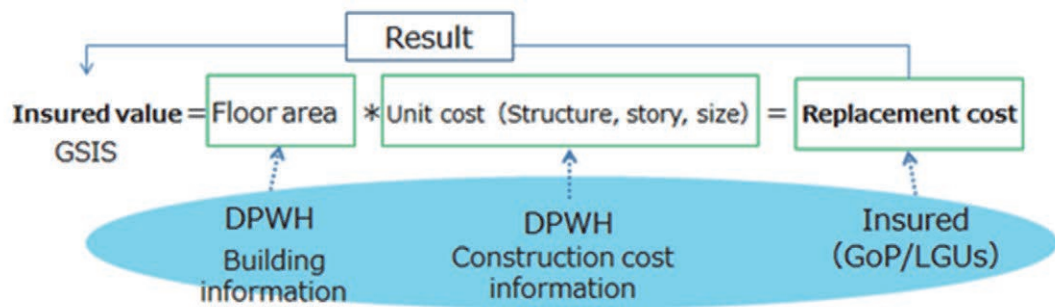 Result
Insured value = Floor area * Unit cost (Structure, story, size) = Replacement cost
GSIS
DPWH
Building
information
DPWH
Construction cost
information
Insured
(GoP/LGUs)